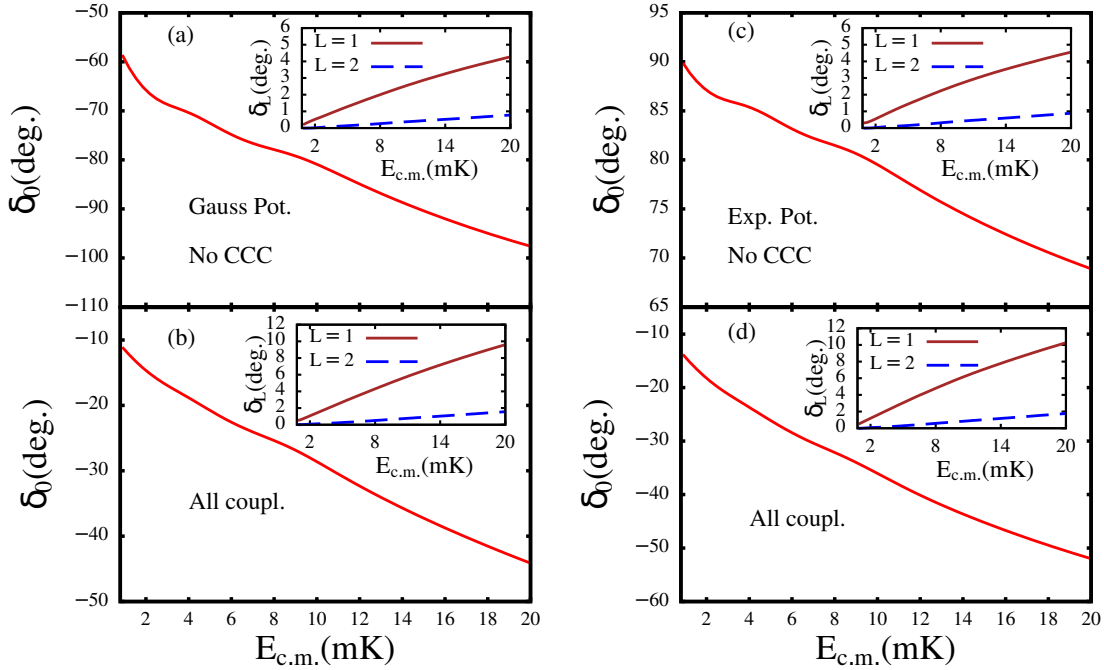 (a)
−50
−60
−70
−80
−90
−100
−110
δ0(deg.)
Gauss Pot.
No CCC
L = 1
L = 2
δL(deg.)
6
5
4
3
2
1
0
2 8 14 20
Ec.m.(mK)
(b)
−10
−20
−30
−40
−50
δ0(deg.)
All coupl.
L = 1
L = 2
δL(deg.)
12
10
8
6
4
2
0
2 8 14 20
Ec.m.(mK)
2 4 6 8 10 12 14 16 18 20
Ec.m.(mK)
(c)
95
90
85
80
75
70
65
δ0(deg.)
Exp. Pot.
No CCC
L = 1
L = 2
δL(deg.)
6
5
4
3
2
1
0
2 8 14 20
Ec.m.(mK)
(d)
−10
−20
−30
−40
−50
−60
δ0(deg.)
All coupl.
L = 1
L = 2
δL(deg.)
12
10
8
6
4
2
0
2 8 14 20
Ec.m.(mK)
2 4 6 8 10 12 14 16 18 20
Ec.m.(mK)